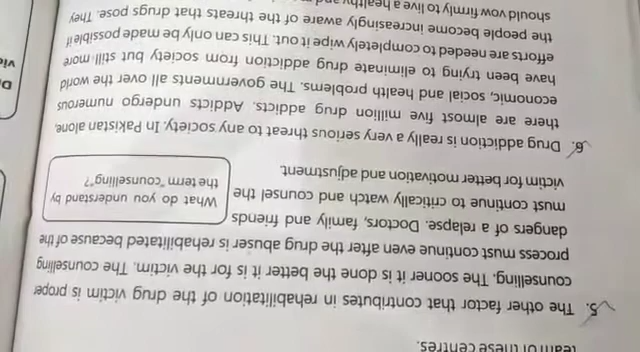 team of these centres.
5. The other factor that contributes in rehabilitation of the drug victim is proper
counselling. The sooner it is done the better it is for the victim. The counselling
process must continue even after the drug abuser is rehabilitated because of the
dangers of a relapse. Doctors, family and friends
must continue to critically watch and counsel the
victim for better motivation and adjustment.
What do you understand by
the term "counselling"?
6. Drug addiction is really a very serious threat to any society. In Pakistan alone,
there are almost five million drug addicts. Addicts undergo numerous
economic, social and health problems. The governments all over the world
have been trying to eliminate drug addiction from society but still more
efforts are needed to completely wipe it out. This can only be made possible if
the people become increasingly aware of the threats that drugs pose. They
should vow firmly to live a healthy